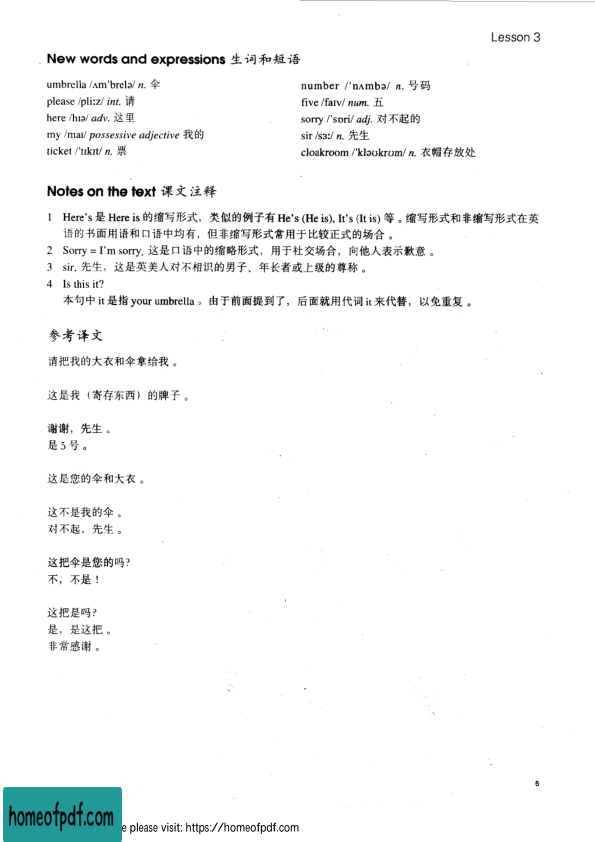 Lesson 3
New words and expressions 生词和短语
umbrella /ʌm'brelə/ n. 伞
please /pli:z/ int. 请
here /hɪə/ adv. 这里
my /maɪ/ possessive adjective 我的
ticket /'tɪkɪt/ n. 票
number /'nʌmbə/ n. 号码
five /faɪv/ num. 五
sorry /'sɒri/ adj. 对不起的
sir /sɜ:/ n. 先生
cloakroom /'kləʊkrʊm/ n. 衣帽存放处
Notes on the text 课文注释
1 Here's 是 Here is 的缩写形式，类似的例子有 He's (He is), It's (It is) 等。缩写形式和非缩写形式在英
语的书面用语和口语中均有，但非缩写形式常用于比较正式的场合。
2 Sorry = I'm sorry. 这是口语中的缩略形式，用于社交场合，向他人表示歉意。
3 sir, 先生，这是英美人对不相识的男子、年长者或上级的尊称。
4 Is this it?
本句中 it 是指 your umbrella。由于前面提到了，后面就用代词 it 来代替，以免重复。
参考译文
请把我的大衣和伞拿给我。
这是我（寄存东西）的牌子。
谢谢，先生。
是5号。
这是您的伞和大衣。
这不是我的伞。
对不起，先生。
这把伞是您的吗?
不，不是！
这把是吗?
是，是这把。
非常感谢。
6
homeofpdf.com
e please visit: https://homeofpdf.com